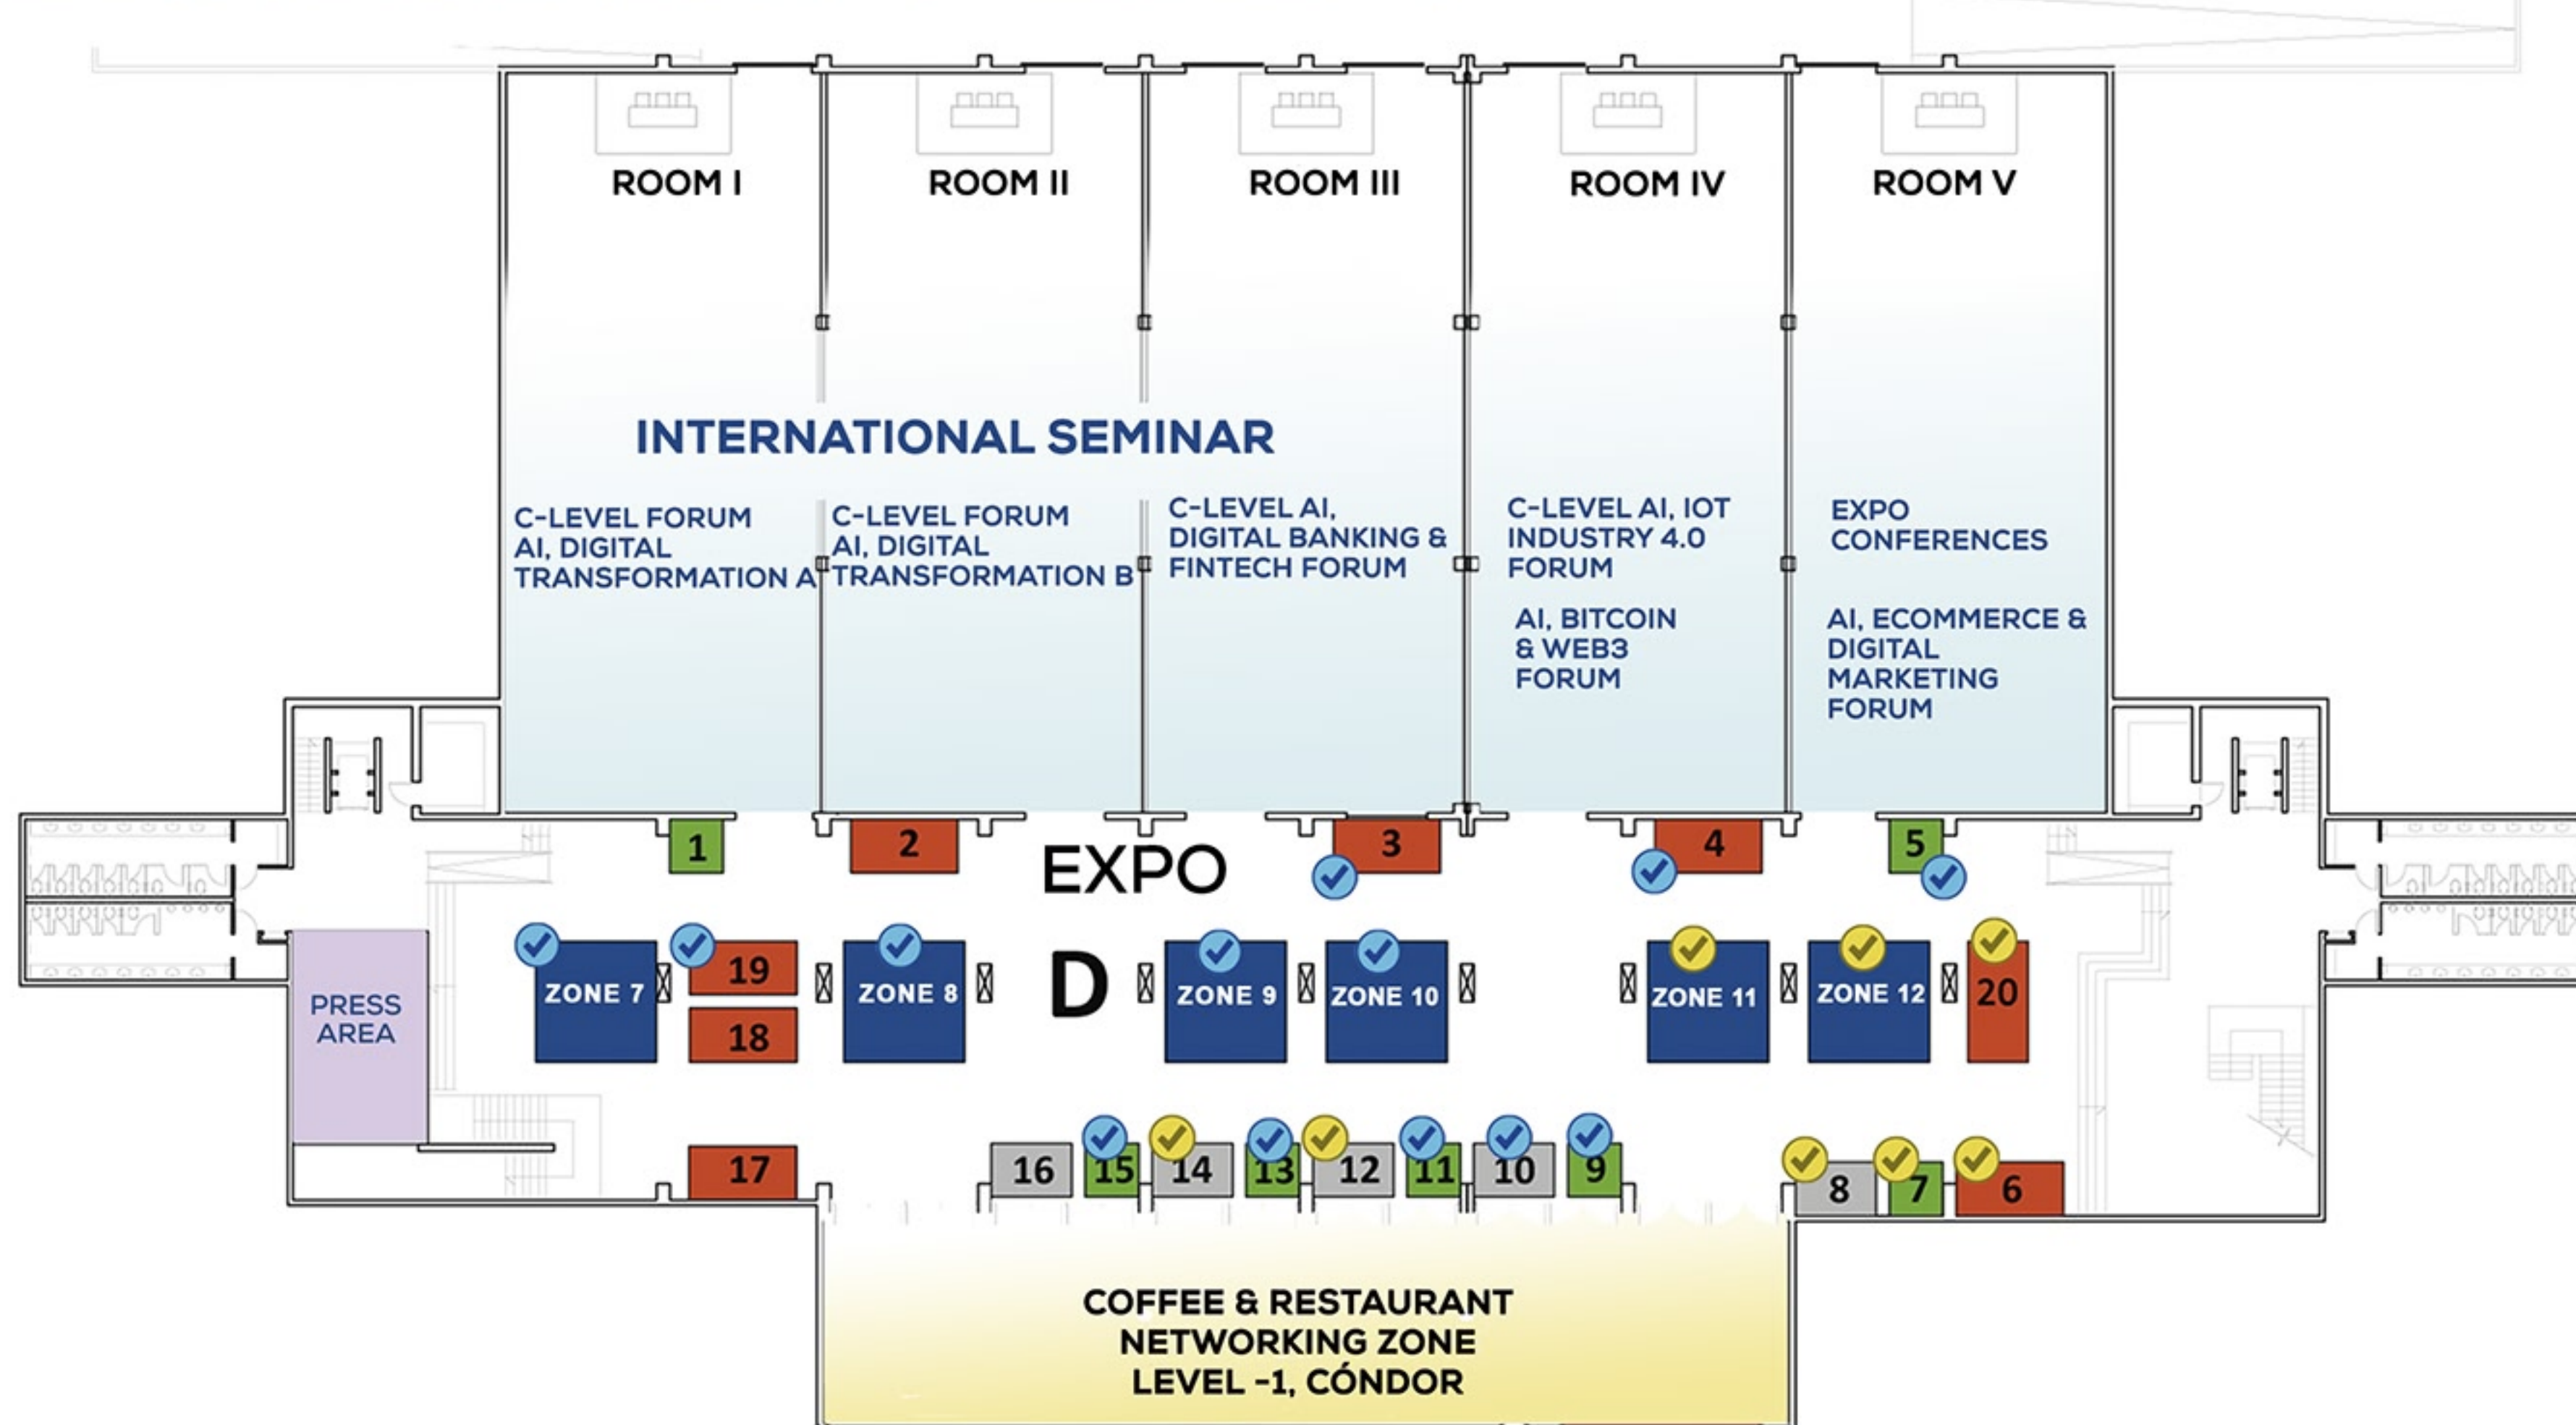 ROOM I
ROOM II
ROOM III
ROOM IV
ROOM V
INTERNATIONAL SEMINAR
C-LEVEL FORUM
AI, DIGITAL
TRANSFORMATION A
C-LEVEL FORUM
AI, DIGITAL
TRANSFORMATION B
C-LEVEL AI,
DIGITAL BANKING &
FINTECH FORUM
C-LEVEL AI, IOT
INDUSTRY 4.0
FORUM
AI, BITCOIN
& WEB3
FORUM
EXPO
CONFERENCES
AI, ECOMMERCE &
DIGITAL
MARKETING
FORUM
1
2
EXPO
3
4
5
PRESS
AREA
ZONE 7
19
18
ZONE 8
D
ZONE 9
ZONE 10
ZONE 11
ZONE 12
20
17
16
15
14
13
12
11
10
9
8
7
6
COFFEE & RESTAURANT
NETWORKING ZONE
LEVEL -1, CÓNDOR